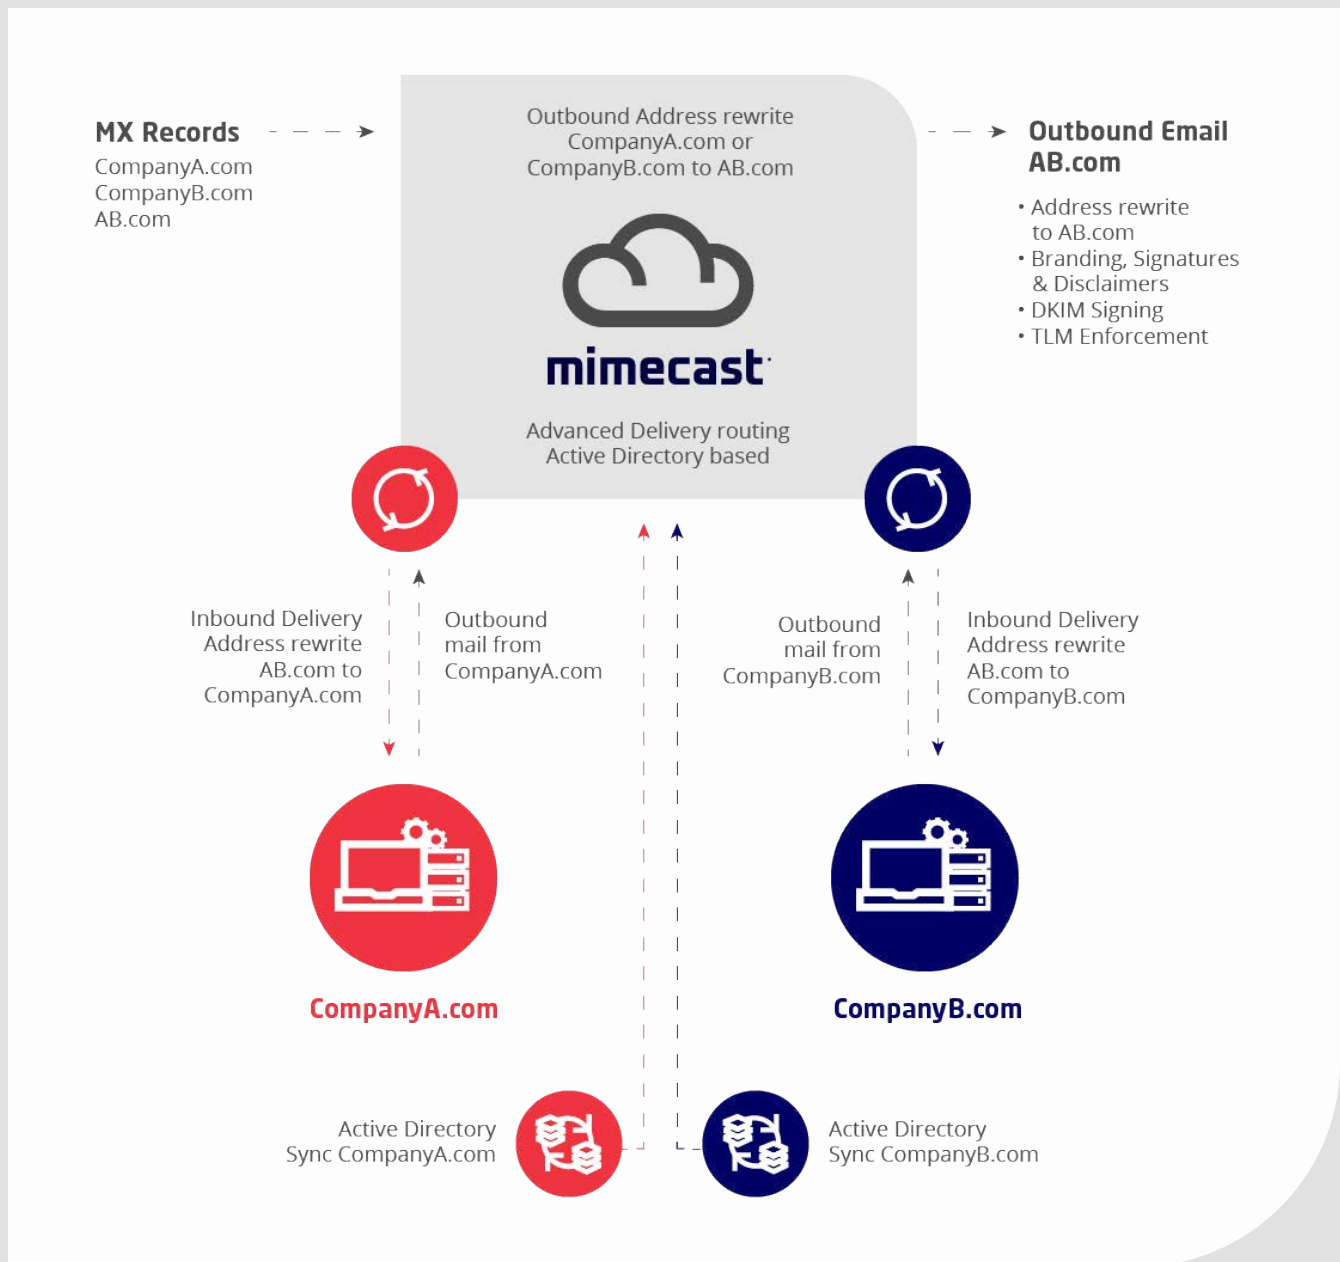 MX Records
CompanyA.com
CompanyB.com
AB.com
Outbound Address rewrite
CompanyA.com or
CompanyB.com to AB.com
mimecast
Advanced Delivery routing
Active Directory based
Outbound Email
AB.com
• Address rewrite
to AB.com
• Branding, Signatures
& Disclaimers
• DKIM Signing
• TLM Enforcement
Inbound Delivery
Address rewrite
AB.com to
CompanyA.com
Outbound
mail from
CompanyA.com
Outbound
mail from
CompanyB.com
Inbound Delivery
Address rewrite
AB.com to
CompanyB.com
CompanyA.com
CompanyB.com
Active Directory
Sync CompanyA.com
Active Directory
Sync CompanyB.com